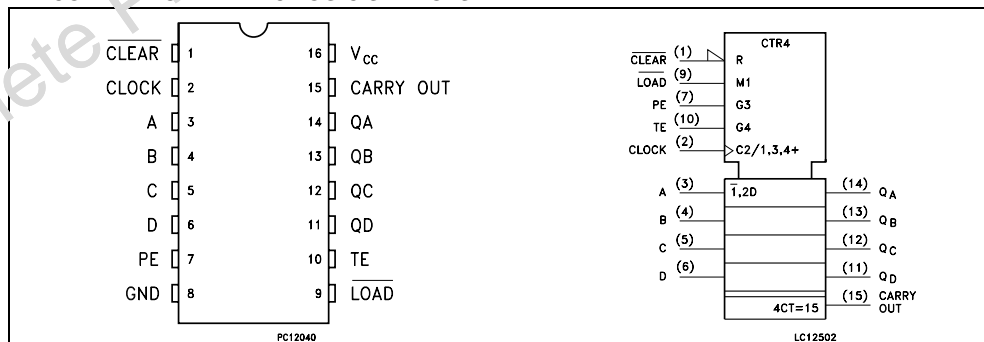 CLEAR 1 16 VCC
CLOCK 2 15 CARRY OUT
A 3 14 QA
B 4 13 QB
C 5 12 QC
D 6 11 QD
PE 7 10 TE
GND 8 9 LOAD
PC12040
CTR4
CLEAR (1) R
LOAD (9) M1
PE (7) G3
TE (10) G4
CLOCK (2) C2/1,3,4+
A (3) 1,2D (14) QA
B (4) (13) QB
C (5) (12) QC
D (6) (11) QD
4CT=15 (15) CARRY
OUT
LC12502